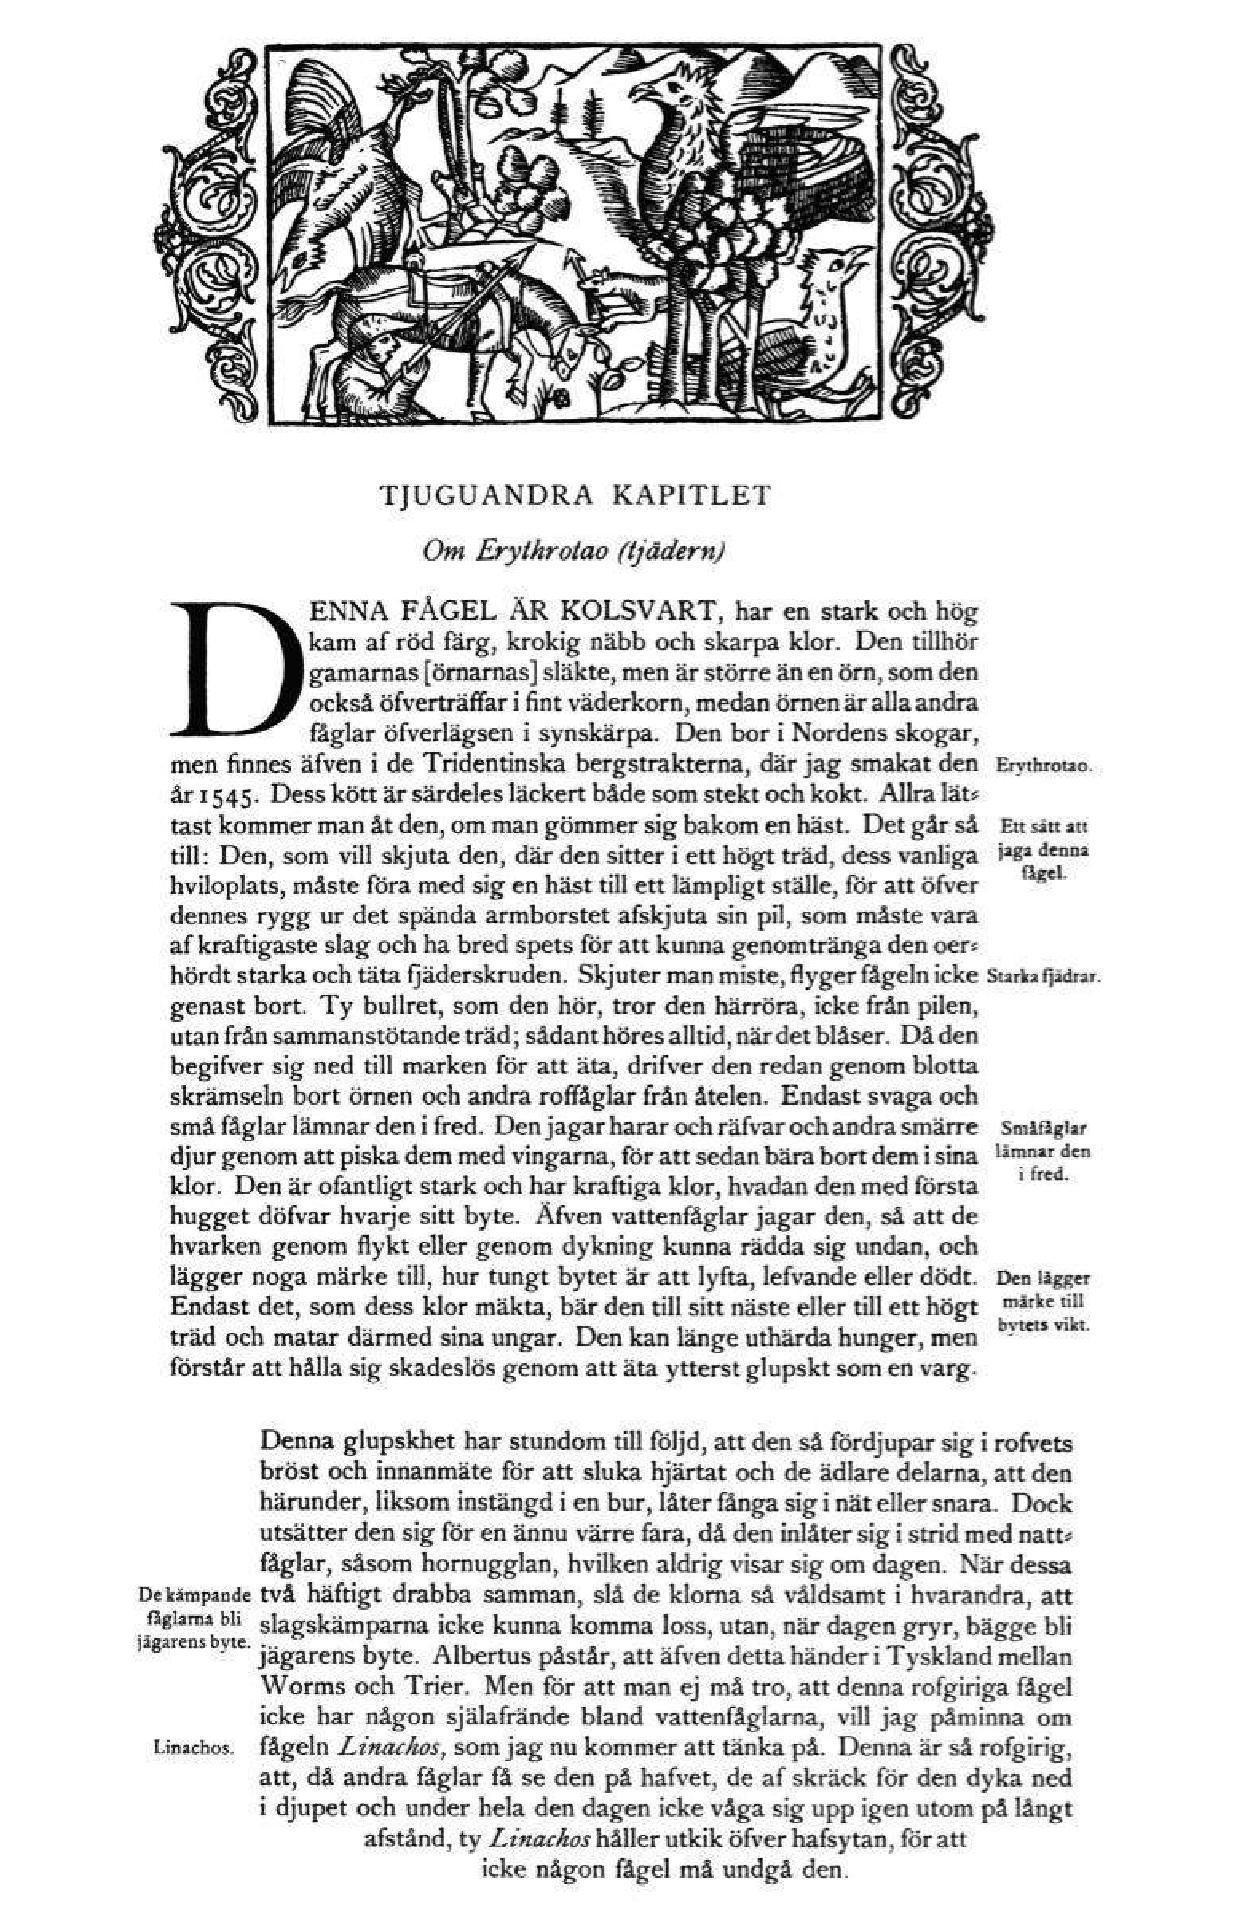 TJUGUANDRA KAPITLET
Om Erythrotao (tjädern)
DENNA FÅGEL ÄR KOLSVART, har en stark och hög
kam af röd färg, krokig näbb och skarpa klor. Den tillhör
gamarnas [örnarnas] släkte, men är större än en örn, som den
också öfverträffar i fint väderkorn, medan örnen är alla andra
fåglar öfverlägsen i synskärpa. Den bor i Nordens skogar,
men finnes äfven i de Tridentinska bergstrakterna, där jag smakat den
Erythrotao.
år 1545. Dess kött är särdeles läckert både som stekt och kokt. Allra lät⸗
tast kommer man åt den, om man gömmer sig bakom en häst. Det går så
Ett sätt att
till: Den, som vill skjuta den, där den sitter i ett högt träd, dess vanliga
jaga denna
hviloplats, måste föra med sig en häst till ett lämpligt ställe, för att öfver
fågel.
dennes rygg ur det spända armborstet afskjuta sin pil, som måste vara
af kraftigaste slag och ha bred spets för att kunna genomtränga den oer⸗
hördt starka och täta fjäderskruden. Skjuter man miste, flyger fågeln icke
Starka fjädrar.
genast bort. Ty bullret, som den hör, tror den härröra, icke från pilen,
utan från sammanstötande träd; sådant höres alltid, när det blåser. Då den
begifver sig ned till marken för att äta, drifver den redan genom blotta
skrämseln bort örnen och andra roffåglar från åtelen. Endast svaga och
små fåglar lämnar den i fred. Den jagar harar och räfvar och andra smärre
Småfåglar
djur genom att piska dem med vingarna, för att sedan bära bort dem i sina
lämnar den
klor. Den är ofantligt stark och har kraftiga klor, hvadan den med första
i fred.
hugget döfvar hvarje sitt byte. Äfven vattenfåglar jagar den, så att de
hvarken genom flykt eller genom dykning kunna rädda sig undan, och
lägger noga märke till, hur tungt bytet är att lyfta, lefvande eller dödt.
Den lägger
Endast det, som dess klor mäkta, bär den till sitt näste eller till ett högt
märke till
träd och matar därmed sina ungar. Den kan länge uthärda hunger, men
bytets vikt.
förstår att hålla sig skadeslös genom att äta ytterst glupskt som en varg.
Denna glupskhet har stundom till följd, att den så fördjupar sig i rofvets
bröst och innanmäte för att sluka hjärtat och de ädlare delarna, att den
härunder, liksom instängd i en bur, låter fånga sig i nät eller snara. Dock
utsätter den sig för en ännu värre fara, då den inlåter sig i strid med natt⸗
fåglar, såsom hornugglan, hvilken aldrig visar sig om dagen. När dessa
De kämpande
två häftigt drabba samman, slå de klorna så våldsamt i hvarandra, att
fåglarna bli
slagskämparna icke kunna komma loss, utan, när dagen gryr, bägge bli
jägarens byte.
jägarens byte. Albertus påstår, att äfven detta händer i Tyskland mellan
Worms och Trier. Men för att man ej må tro, att denna rofgiriga fågel
icke har någon själafrände bland vattenfåglarna, vill jag påminna om
Linachos.
fågeln Linachos, som jag nu kommer att tänka på. Denna är så rofgirig,
att, då andra fåglar få se den på hafvet, de af skräck för den dyka ned
i djupet och under hela den dagen icke våga sig upp igen utom på långt
afstånd, ty Linachos håller utkik öfver hafsytan, för att
icke någon fågel må undgå den.